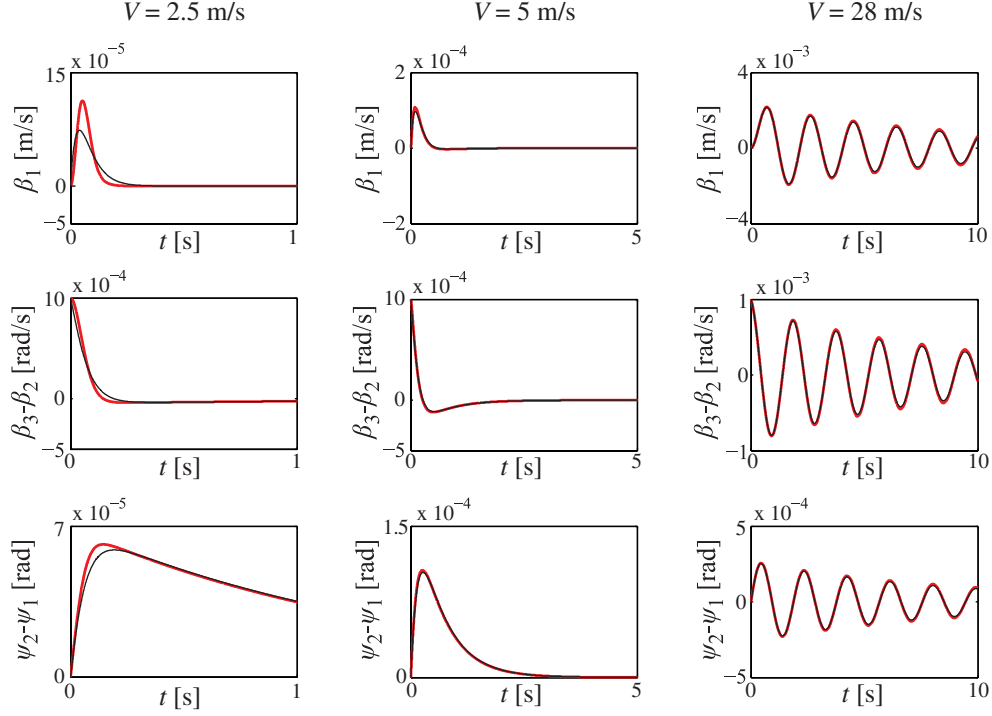 V = 2.5 m/s V = 5 m/s V = 28 m/s
x 10⁻⁵
15
0
−5
0 1
β₁ [m/s]
t [s]
x 10⁻⁴
2
0
−2
0 5
β₁ [m/s]
t [s]
x 10⁻³
4
0
−4
0 10
β₁ [m/s]
t [s]
x 10⁻⁴
10
0
−5
0 1
β₃-β₂ [rad/s]
t [s]
x 10⁻⁴
10
0
−5
0 5
β₃-β₂ [rad/s]
t [s]
x 10⁻³
1
0
−1
0 10
β₃-β₂ [rad/s]
t [s]
x 10⁻⁵
7
0
0 1
ψ₂-ψ₁ [rad]
t [s]
x 10⁻⁴
1.5
0
0 5
ψ₂-ψ₁ [rad]
t [s]
x 10⁻⁴
5
0
−5
0 10
ψ₂-ψ₁ [rad]
t [s]